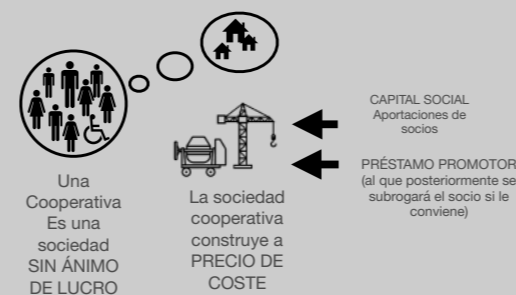 Una
Cooperativa
Es una
sociedad
SIN ÁNIMO
DE LUCRO
La sociedad
cooperativa
construye a
PRECIO DE
COSTE
CAPITAL SOCIAL
Aportaciones de
socios
PRÉSTAMO PROMOTOR
(al que posteriormente se
subrogará el socio si le
conviene)